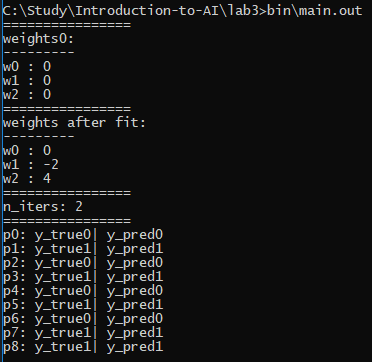 C:\Study\Introduction-to-AI\lab3>bin\main.out
================
weights0:
---------
w0 : 0
w1 : 0
w2 : 0
================
weights after fit:
---------
w0 : 0
w1 : -2
w2 : 4
================
n_iters: 2
================
p0: y_true0| y_pred0
p1: y_true1| y_pred1
p2: y_true0| y_pred0
p3: y_true1| y_pred1
p4: y_true0| y_pred0
p5: y_true1| y_pred1
p6: y_true0| y_pred0
p7: y_true1| y_pred1
p8: y_true1| y_pred1